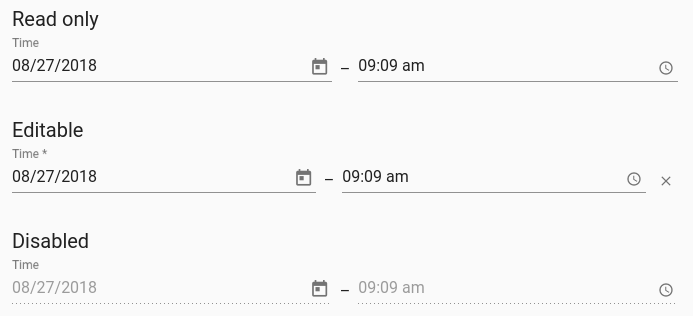 Read only
Time
08/27/2018 – 09:09 am
Editable
Time *
08/27/2018 – 09:09 am
Disabled
Time
08/27/2018 – 09:09 am